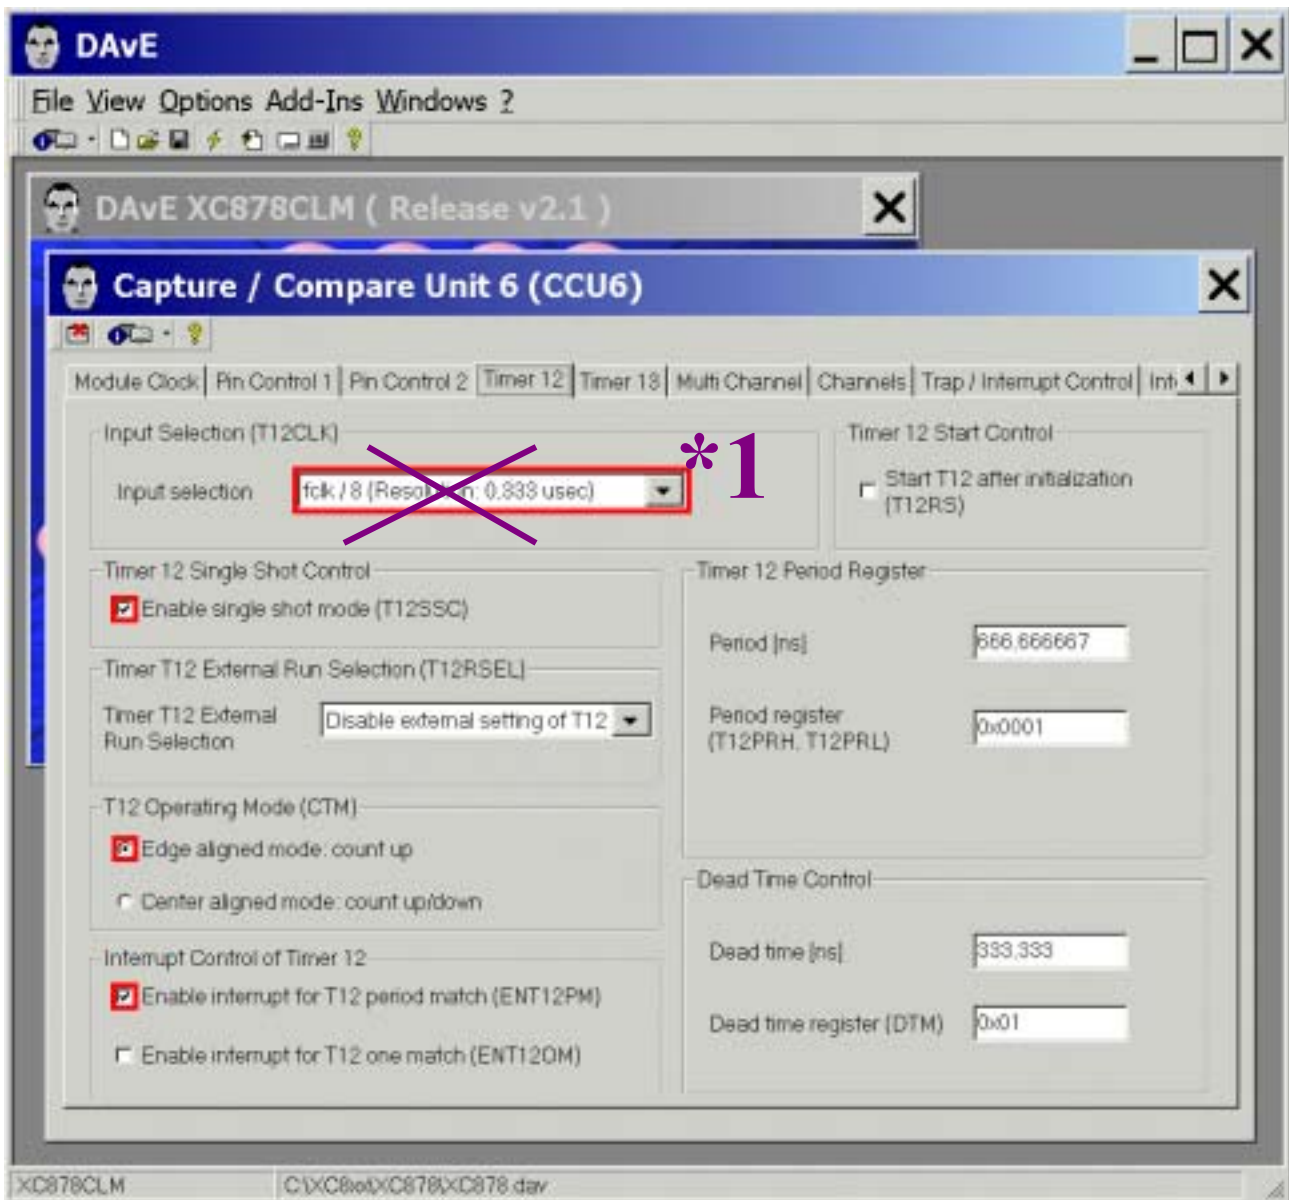 DAvE
File View Options Add-Ins Windows ?
DAvE XC878CLM ( Release v2.1 )
Capture / Compare Unit 6 (CCU6)
Module Clock Pin Control 1 Pin Control 2 Timer 12 Timer 13 Multi Channel Channels Trap / Interrupt Control Int
Input Selection (T12CLK)
Input selection
fclk / 8 (Resolution: 0.333 usec)
*1
Timer 12 Start Control
Start T12 after initialization
(T12RS)
Timer 12 Single Shot Control
Enable single shot mode (T12SSC)
Timer T12 External Run Selection (T12RSEL)
Timer T12 External
Run Selection
Disable external setting of T12
T12 Operating Mode (CTM)
Edge aligned mode: count up
Center aligned mode: count up/down
Interrupt Control of Timer 12
Enable interrupt for T12 period match (ENT12PM)
Enable interrupt for T12 one match (ENT12OM)
Timer 12 Period Register
Period [ns]
666,666667
Period register
(T12PRH, T12PRL)
0x0001
Dead Time Control
Dead time [ns]
333,333
Dead time register (DTM)
0x01
XC878CLM